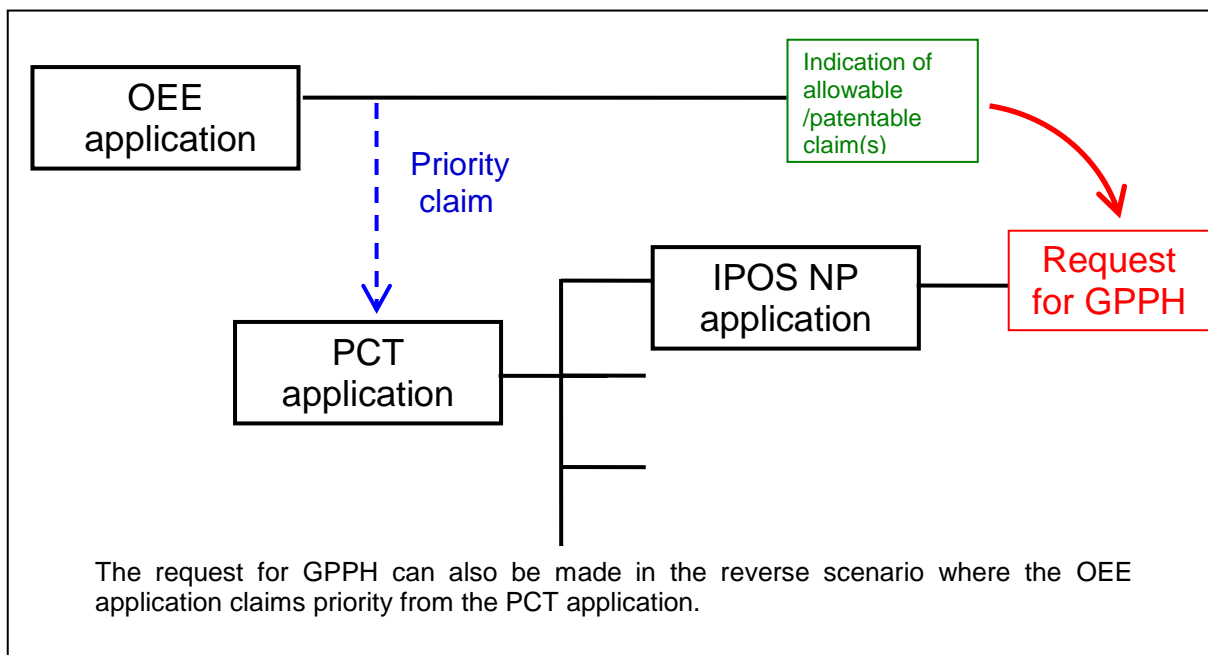 OEE
application
Indication of
allowable
/patentable
claim(s)
Priority
claim
IPOS NP
application
Request
for GPPH
PCT
application
The request for GPPH can also be made in the reverse scenario where the OEE
application claims priority from the PCT application.